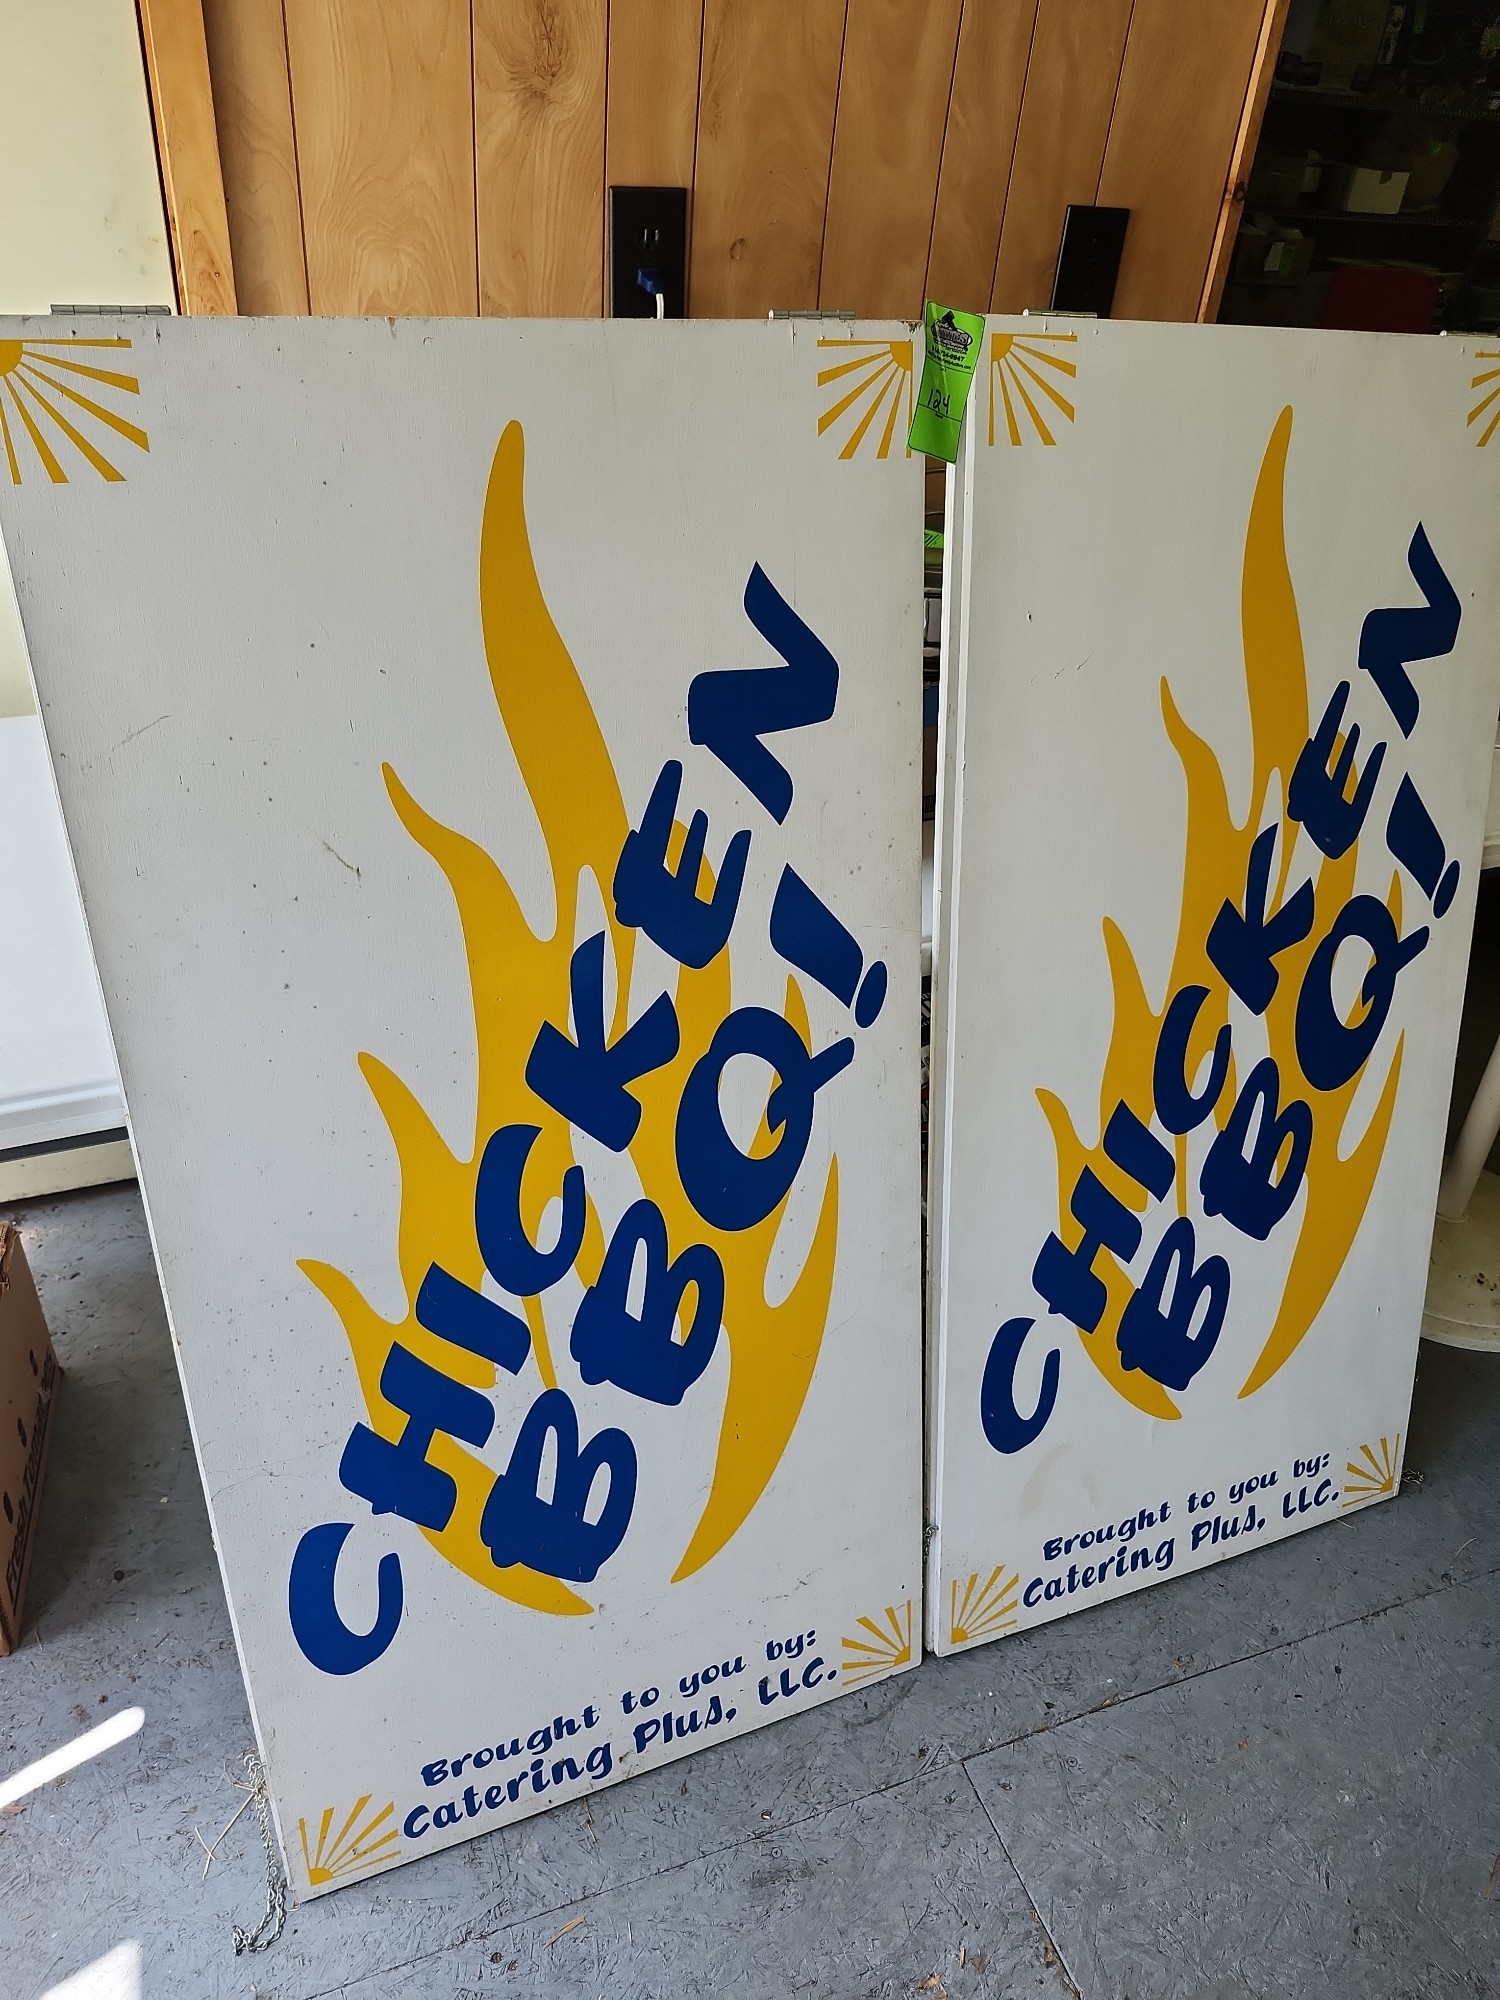 CHICKEN
BBQ!
Brought to you by:
Catering Plus, LLC.
124
CHICKEN
BBQ!
Brought to you by:
Catering Plus, LLC.